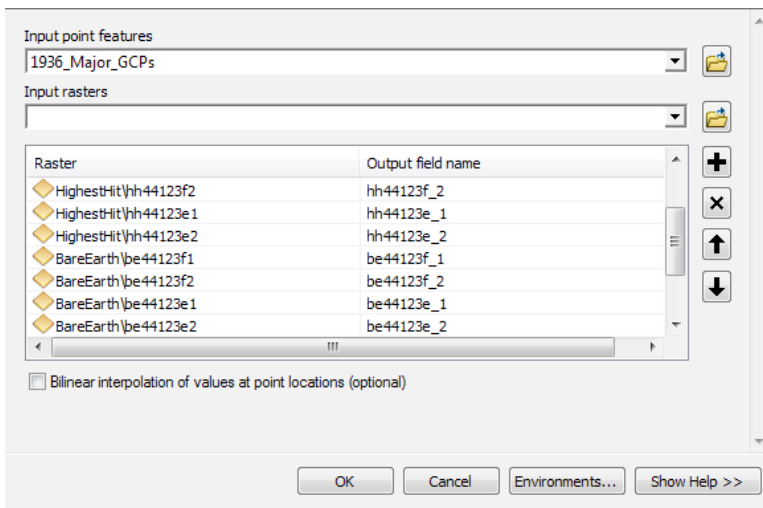 Input point features
1936_Major_GCPs
Input rasters
Raster Output field name
HighestHit\hh44123f2 hh44123f_2
HighestHit\hh44123e1 hh44123e_1
HighestHit\hh44123e2 hh44123e_2
BareEarth\be44123f1 be44123f_1
BareEarth\be44123f2 be44123f_2
BareEarth\be44123e1 be44123e_1
BareEarth\be44123e2 be44123e_2
Bilinear interpolation of values at point locations (optional)
OK Cancel Environments... Show Help >>